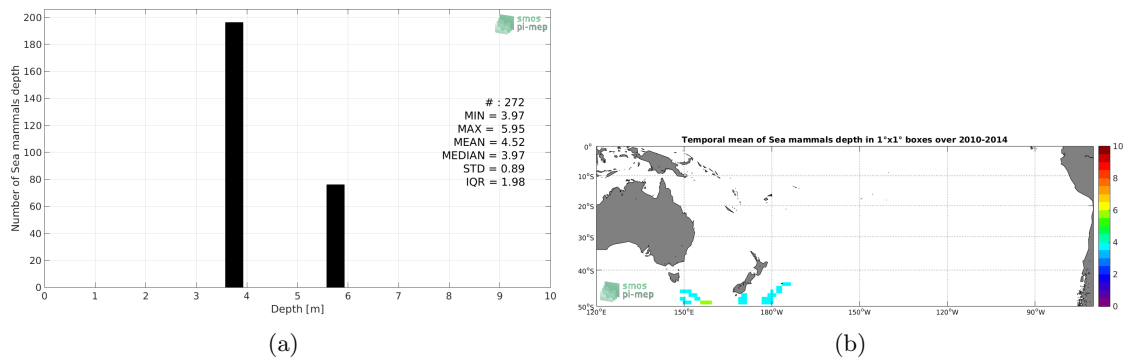 200
180
160
140
120
100
80
60
40
20
0
Number of Sea mammals depth
smos
pi-mep
# : 272
MIN = 3.97
MAX = 5.95
MEAN = 4.52
MEDIAN = 3.97
STD = 0.89
IQR = 1.98
0 1 2 3 4 5 6 7 8 9 10
Depth [m]
(a)
Temporal mean of Sea mammals depth in 1°x1° boxes over 2010-2014
0°
10°S
20°S
30°S
40°S
50°S
smos
pi-mep
120°E 150°E 180°W 150°W 120°W 90°W
10
8
6
4
2
0
(b)